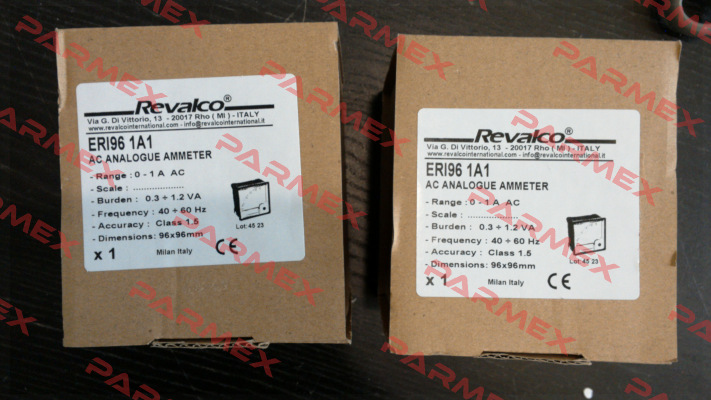 Revalco®
Via G. Di Vittorio, 13 - 20017 Rho ( MI ) - ITALY
www.revalcointernational.com - info@revalcointernational.it
ERI96 1A1
AC ANALOGUE AMMETER
- Range : 0 - 1 A AC
- Scale : ...................
- Burden : 0.3 ÷ 1.2 VA
- Frequency : 40 ÷ 60 Hz
- Accuracy : Class 1.5
- Dimensions: 96x96mm
Lot: 45 23
x 1
Milan Italy
CE
Revalco®
Via G. Di Vittorio, 13 - 20017 Rho ( MI ) - ITALY
www.revalcointernational.com - info@revalcointernational.it
ERI96 1A1
AC ANALOGUE AMMETER
- Range : 0 - 1 A AC
- Scale : ...................
- Burden : 0.3 ÷ 1.2 VA
- Frequency : 40 ÷ 60 Hz
- Accuracy : Class 1.5
- Dimensions: 96x96mm
Lot: 45 23
x 1
Milan Italy
CE
PARMEX
PARMEX
PARMEX
PARMEX
PARMEX
PARMEX